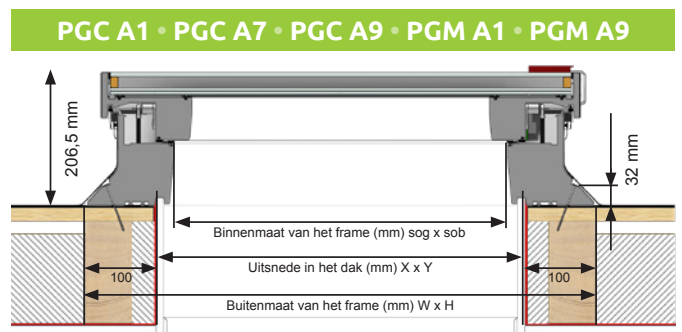 PGC A1 • PGC A7 • PGC A9 • PGM A1 • PGM A9
206,5 mm
32 mm
Binnenmaat van het frame (mm) sog x sob
Uitsnede in het dak (mm) X x Y
100
100
Buitenmaat van het frame (mm) W x H